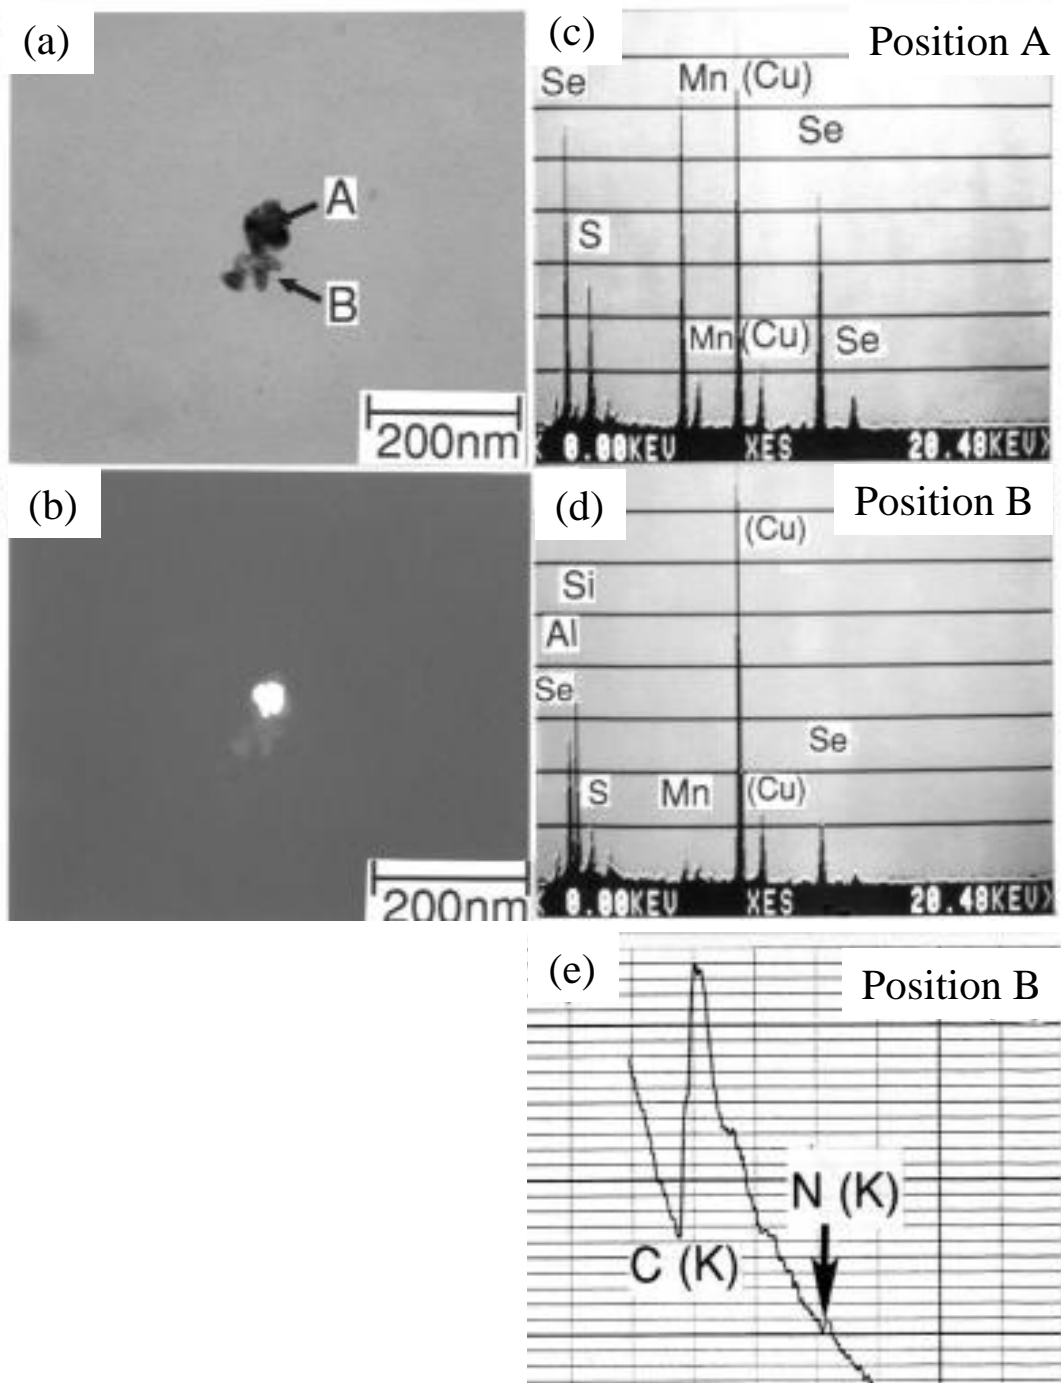 (a)
A
B
200nm
(b)
200nm
(c)
Position A
Se
Mn (Cu)
Se
S
Mn (Cu) Se
X 0.00KEV XES 20.48KEV X
(d)
Position B
(Cu)
Si
Al
Se
Se
S Mn (Cu)
X 0.00KEV XES 20.48KEV X
(e)
Position B
N (K)
C (K)